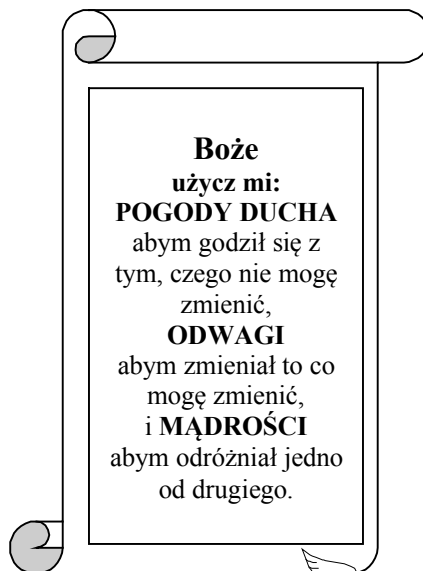 Boże
użycz mi:
POGODY DUCHA
abym godził się z
tym, czego nie mogę
zmienić,
ODWAGI
abym zmieniał to co
mogę zmienić,
i MĄDROŚCI
abym odróżniał jedno
od drugiego.